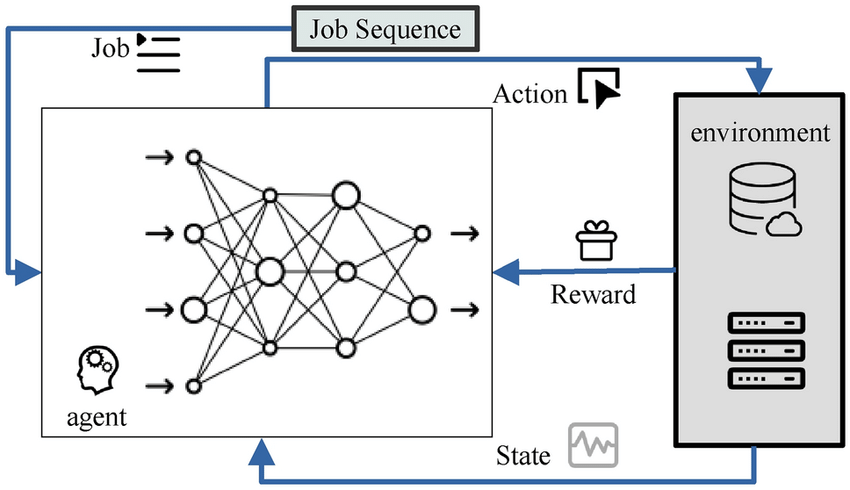 Job Sequence
Job
Action
environment
Reward
agent
State